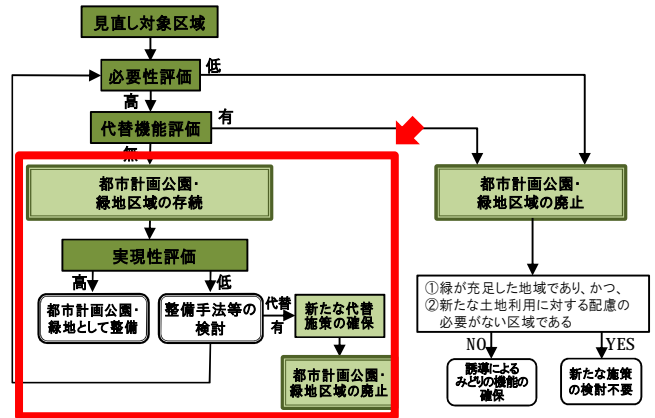 見直し対象区域
必要性評価
低
高
代替機能評価
有
無
都市計画公園・
緑地区域の存続
都市計画公園・
緑地区域の廃止
実現性評価
高
低
都市計画公園・
緑地として整備
整備手法等の
検討
代替
有
新たな代替
施策の確保
都市計画公園・
緑地区域の廃止
①緑が充足した地域であり、かつ、
②新たな土地利用に対する配慮の
必要がない区域である
NO
YES
誘導による
みどりの機能の
確保
新たな施策
の検討不要